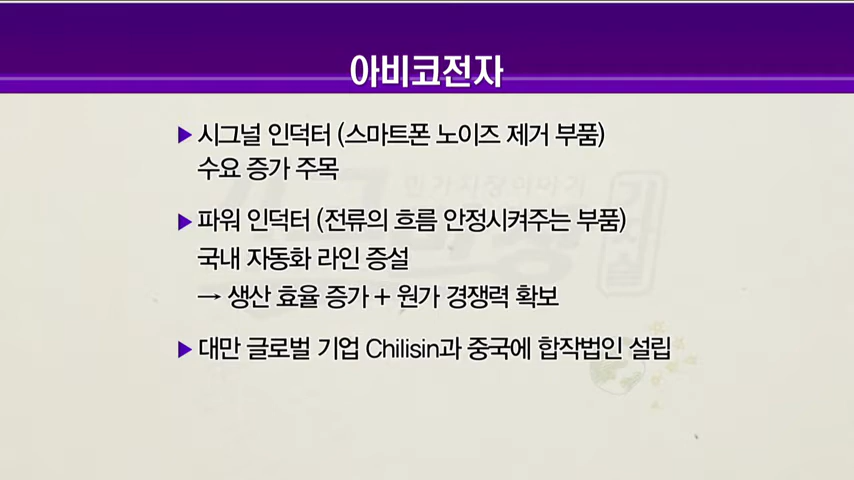 아비코전자
▶ 시그널 인덕터 (스마트폰 노이즈 제거 부품)
수요 증가 주목
▶ 파워 인덕터 (전류의 흐름 안정시켜주는 부품)
국내 자동화 라인 증설
→ 생산 효율 증가 + 원가 경쟁력 확보
▶ 대만 글로벌 기업 Chilisin과 중국에 합작법인 설립